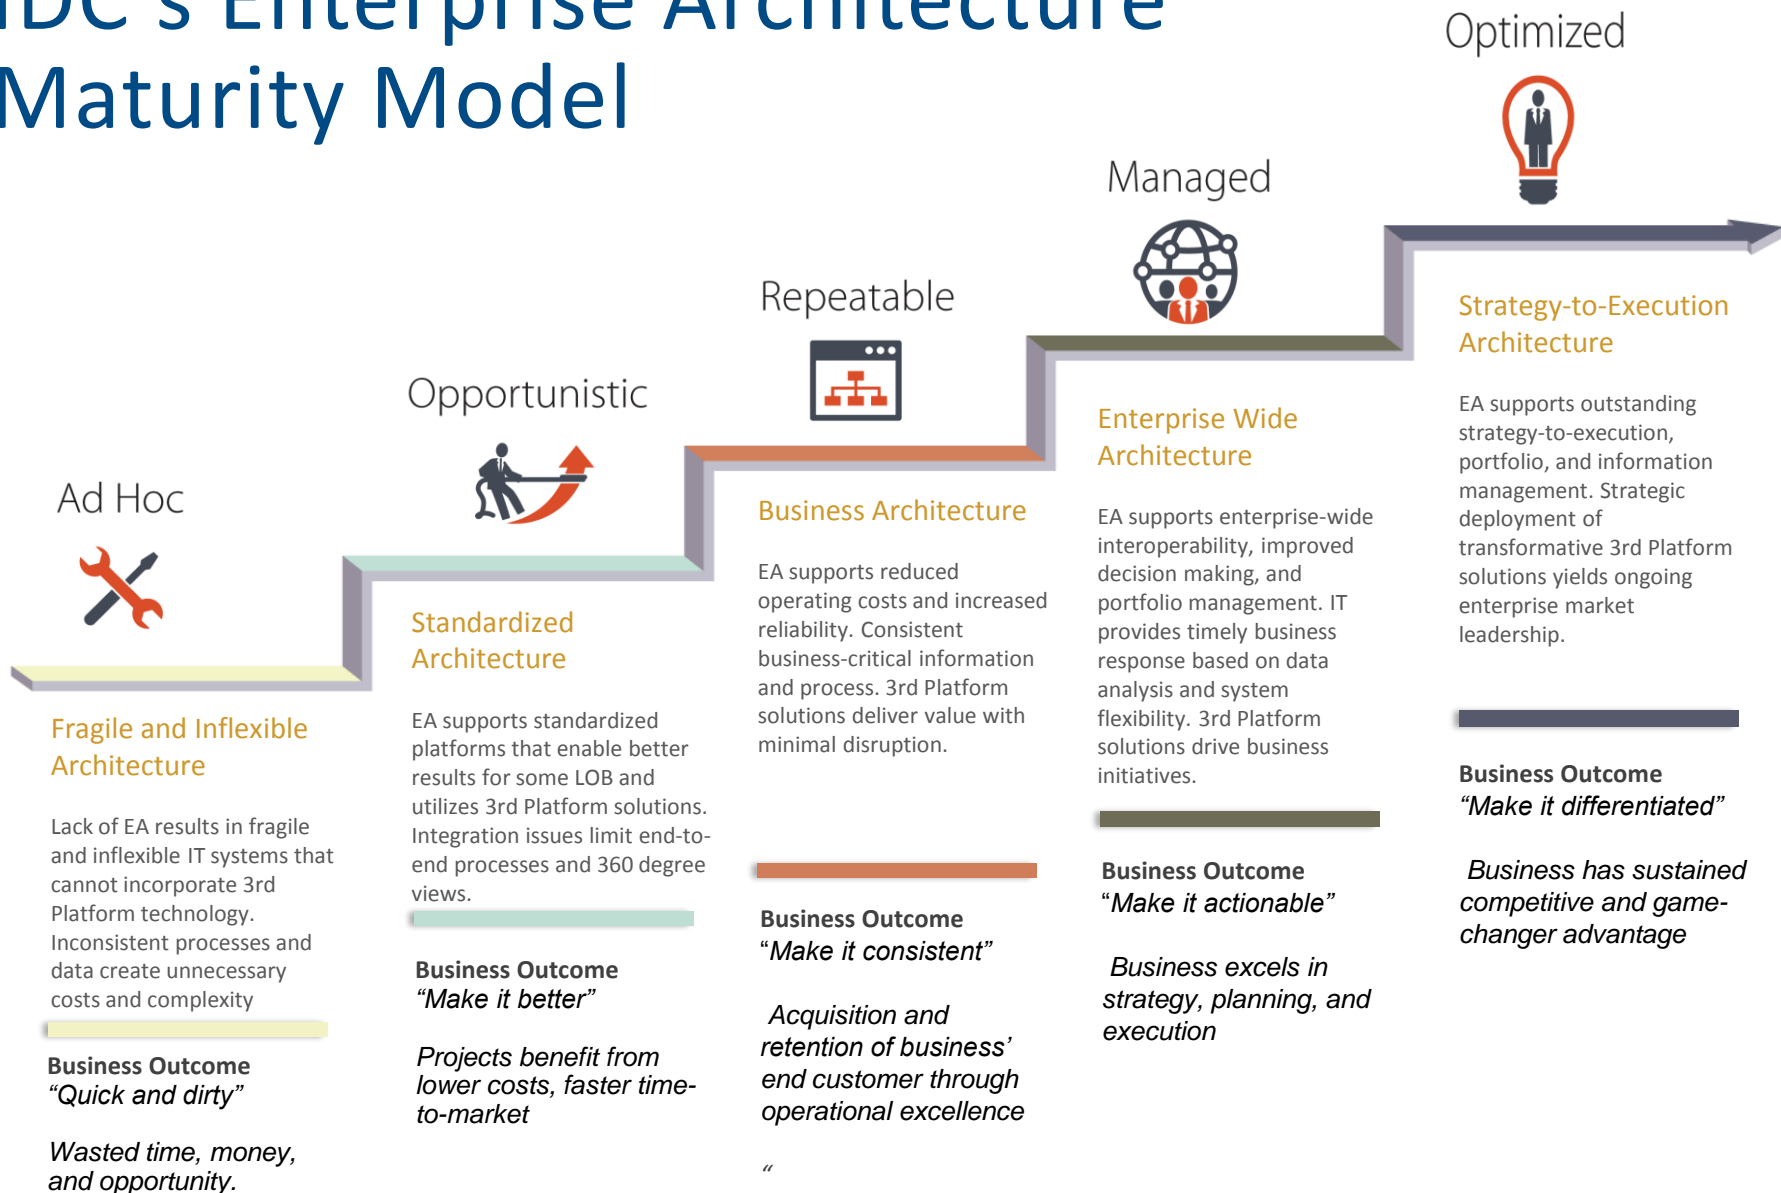 IDC's Enterprise Architecture
Maturity Model
Ad Hoc
Fragile and Inflexible
Architecture
Lack of EA results in fragile
and inflexible IT systems that
cannot incorporate 3rd
Platform technology.
Inconsistent processes and
data create unnecessary
costs and complexity
Business Outcome
“Quick and dirty”
Wasted time, money,
and opportunity.
Opportunistic
Standardized
Architecture
EA supports standardized
platforms that enable better
results for some LOB and
utilizes 3rd Platform solutions.
Integration issues limit end-to-
end processes and 360 degree
views.
Business Outcome
“Make it better”
Projects benefit from
lower costs, faster time-
to-market
Repeatable
Business Architecture
EA supports reduced
operating costs and increased
reliability. Consistent
business-critical information
and process. 3rd Platform
solutions deliver value with
minimal disruption.
Business Outcome
“Make it consistent”
Acquisition and
retention of business’
end customer through
operational excellence
“
Managed
Enterprise Wide
Architecture
EA supports enterprise-wide
interoperability, improved
decision making, and
portfolio management. IT
provides timely business
response based on data
analysis and system
flexibility. 3rd Platform
solutions drive business
initiatives.
Business Outcome
“Make it actionable”
Business excels in
strategy, planning, and
execution
Optimized
Strategy-to-Execution
Architecture
EA supports outstanding
strategy-to-execution,
portfolio, and information
management. Strategic
deployment of
transformative 3rd Platform
solutions yields ongoing
enterprise market
leadership.
Business Outcome
“Make it differentiated”
Business has sustained
competitive and game-
changer advantage